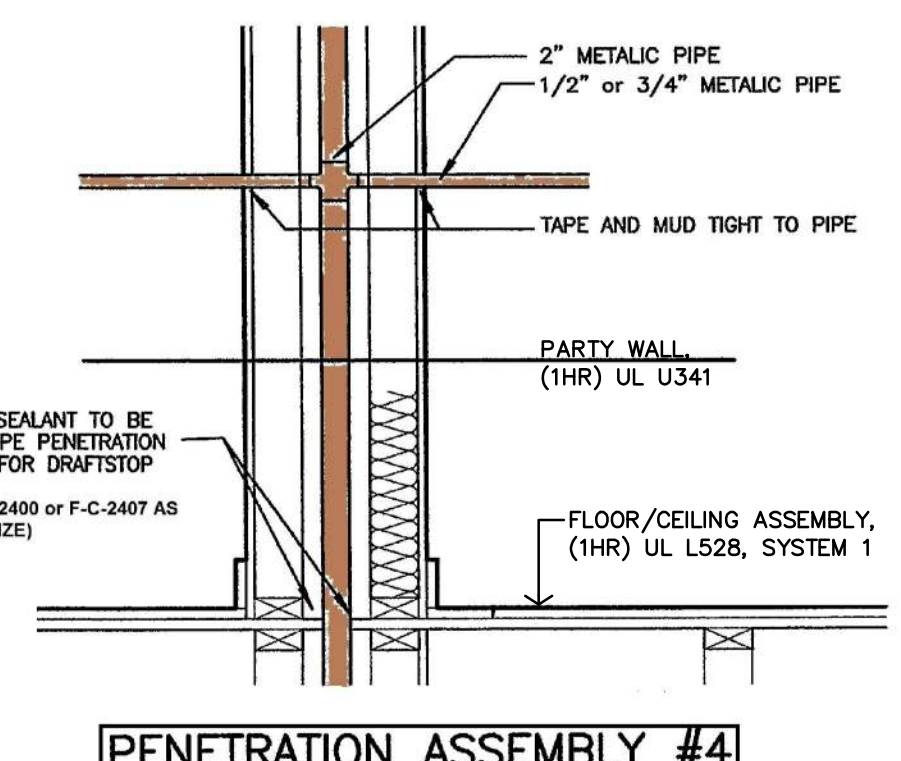 2" METALIC PIPE
1/2" or 3/4" METALIC PIPE
TAPE AND MUD TIGHT TO PIPE
PARTY WALL,
(1HR) UL U341
SEALANT TO BE
PE PENETRATION
FOR DRAFTSTOP
2400 or F-C-2407 AS
IZE)
FLOOR/CEILING ASSEMBLY,
(1HR) UL L528, SYSTEM 1
PENETRATION ASSEMBLY #4